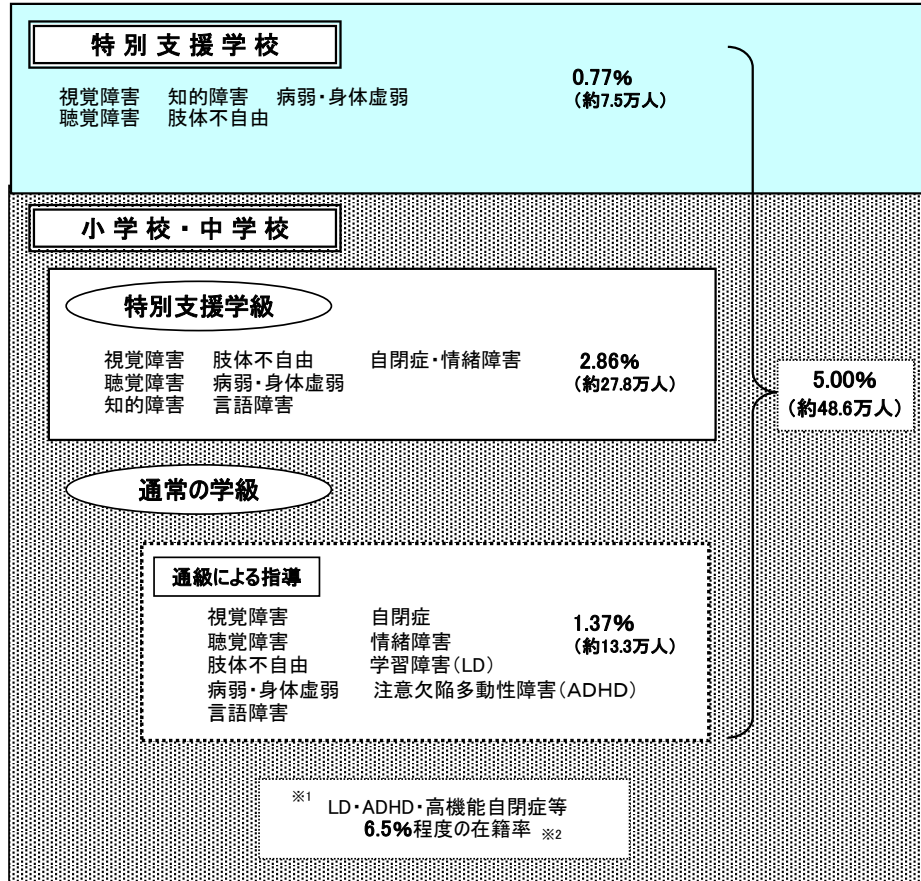 特別支援学校
0.77%
視覚障害 知的障害 病弱・身体虚弱
(約7.5万人)
聴覚障害 肢体不自由
小学校・中学校
特別支援学級
視覚障害 肢体不自由 自閉症・情緒障害 2.86%
聴覚障害 病弱・身体虚弱 (約27.8万人)
知的障害 言語障害
5.00%
(約48.6万人)
通常の学級
通級による指導
視覚障害 自閉症 1.37%
聴覚障害 情緒障害 (約13.3万人)
肢体不自由 学習障害(LD)
病弱・身体虚弱 注意欠陥多動性障害(ADHD)
言語障害
※1 LD・ADHD・高機能自閉症等
6.5%程度の在籍率 ※2